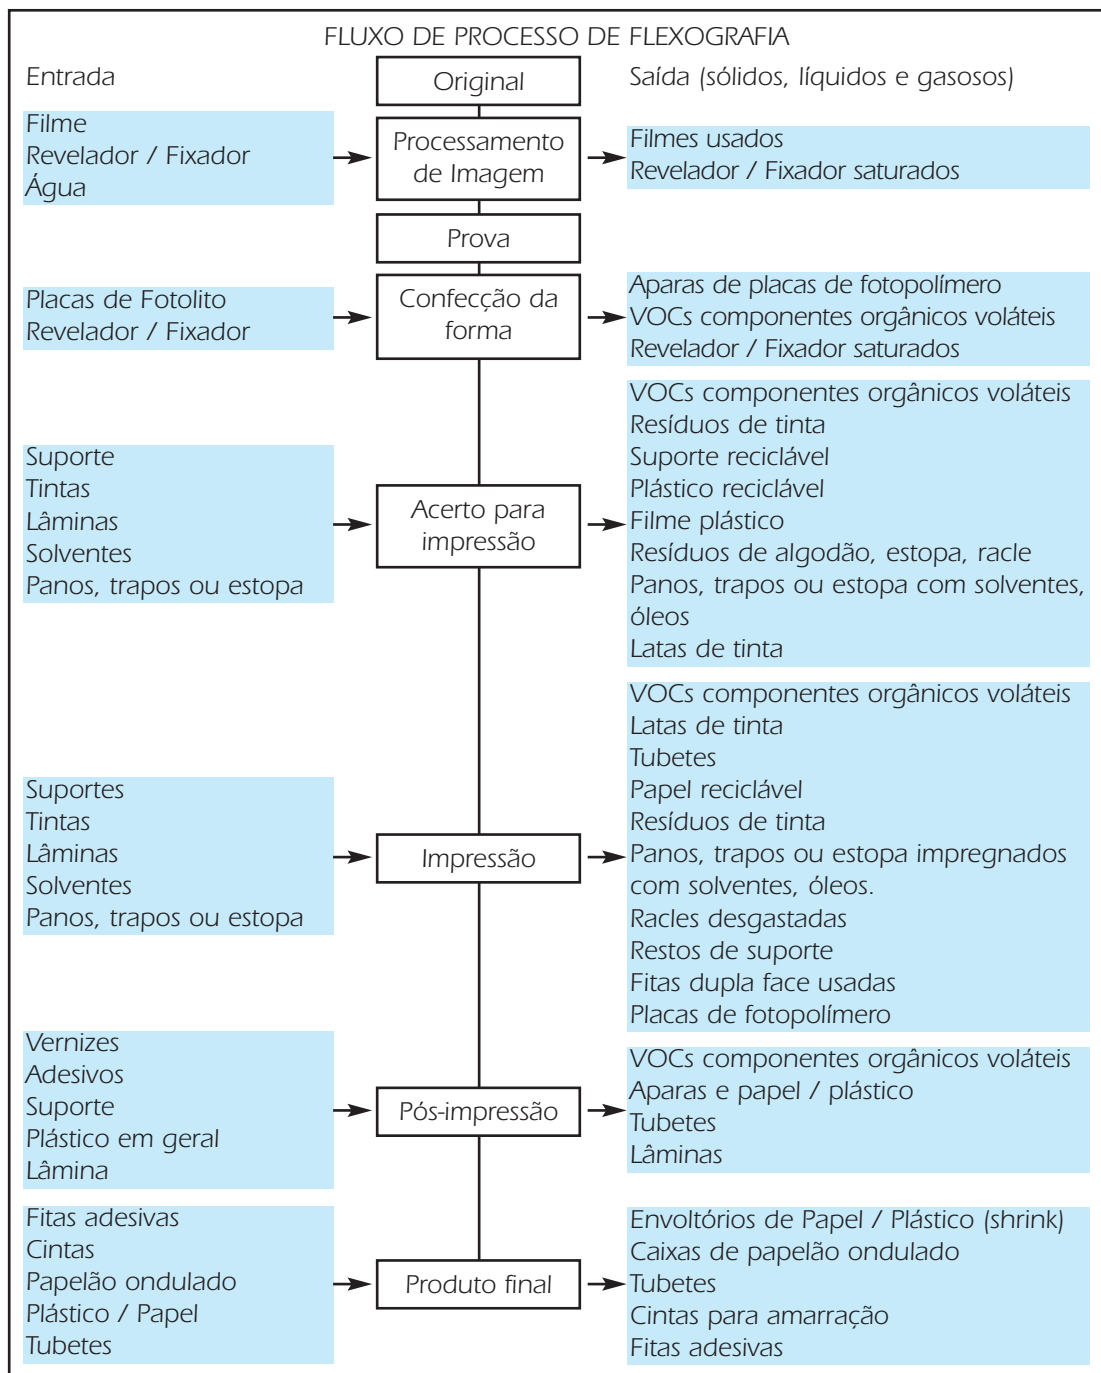 FLUXO DE PROCESSO DE FLEXOGRAFIA
Entrada
Original
Saída (sólidos, líquidos e gasosos)
Filme
Revelador / Fixador
Água
Processamento
de Imagem
Filmes usados
Revelador / Fixador saturados
Prova
Placas de Fotolito
Revelador / Fixador
Confecção da
forma
Aparas de placas de fotopolímero
VOCs componentes orgânicos voláteis
Revelador / Fixador saturados
Suporte
Tintas
Lâminas
Solventes
Panos, trapos ou estopa
Acerto para
impressão
VOCs componentes orgânicos voláteis
Resíduos de tinta
Suporte reciclável
Plástico reciclável
Filme plástico
Resíduos de algodão, estopa, racle
Panos, trapos ou estopa com solventes,
óleos
Latas de tinta
Suportes
Tintas
Lâminas
Solventes
Panos, trapos ou estopa
Impressão
VOCs componentes orgânicos voláteis
Latas de tinta
Tubetes
Papel reciclável
Resíduos de tinta
Panos, trapos ou estopa impregnados
com solventes, óleos.
Racles desgastadas
Restos de suporte
Fitas dupla face usadas
Placas de fotopolímero
Vernizes
Adesivos
Suporte
Plástico em geral
Lâmina
Pós-impressão
VOCs componentes orgânicos voláteis
Aparas e papel / plástico
Tubetes
Lâminas
Fitas adesivas
Cintas
Papelão ondulado
Plástico / Papel
Tubetes
Produto final
Envoltórios de Papel / Plástico (shrink)
Caixas de papelão ondulado
Tubetes
Cintas para amarração
Fitas adesivas